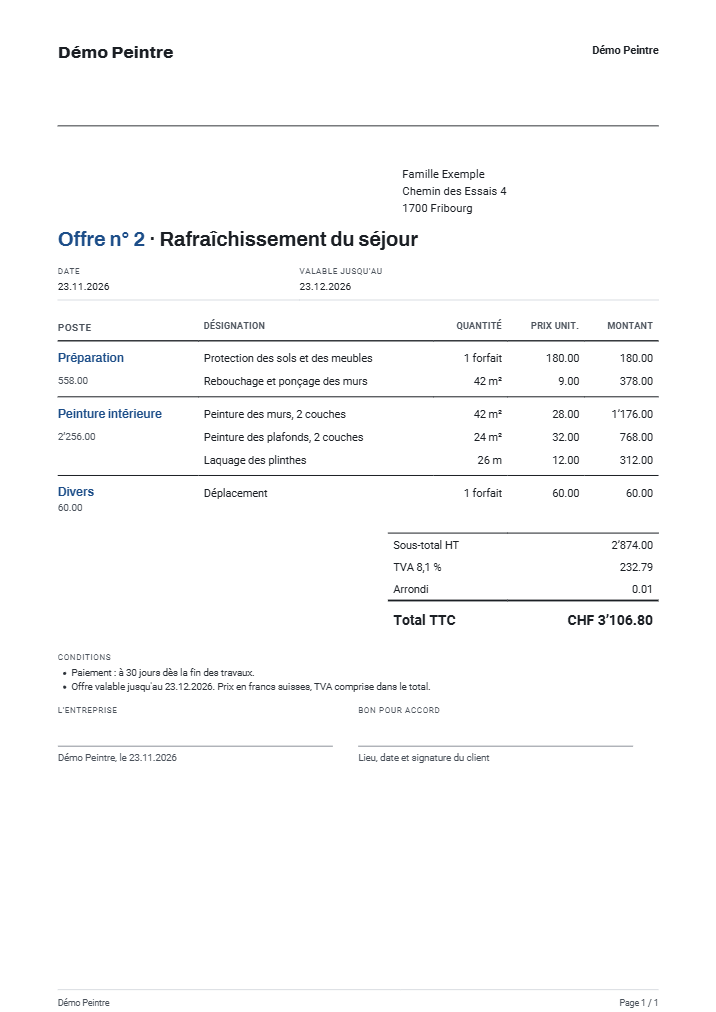 Démo Peintre
Démo Peintre
Famille Exemple
Chemin des Essais 4
1700 Fribourg
Offre n° 2 · Rafraîchissement du séjour
DATE VALABLE JUSQU'AU
23.11.2026 23.12.2026
POSTE DÉSIGNATION QUANTITÉ PRIX UNIT. MONTANT
Préparation Protection des sols et des meubles 1 forfait 180.00 180.00
558.00 Rebouchage et ponçage des murs 42 m² 9.00 378.00
Peinture intérieure Peinture des murs, 2 couches 42 m² 28.00 1’176.00
2’256.00 Peinture des plafonds, 2 couches 24 m² 32.00 768.00
Laquage des plinthes 26 m 12.00 312.00
Divers Déplacement 1 forfait 60.00 60.00
60.00
Sous-total HT 2’874.00
TVA 8,1 % 232.79
Arrondi 0.01
Total TTC CHF 3’106.80
CONDITIONS
• Paiement : à 30 jours dès la fin des travaux.
• Offre valable jusqu'au 23.12.2026. Prix en francs suisses, TVA comprise dans le total.
L'ENTREPRISE BON POUR ACCORD
Démo Peintre, le 23.11.2026 Lieu, date et signature du client
Démo Peintre Page 1 / 1